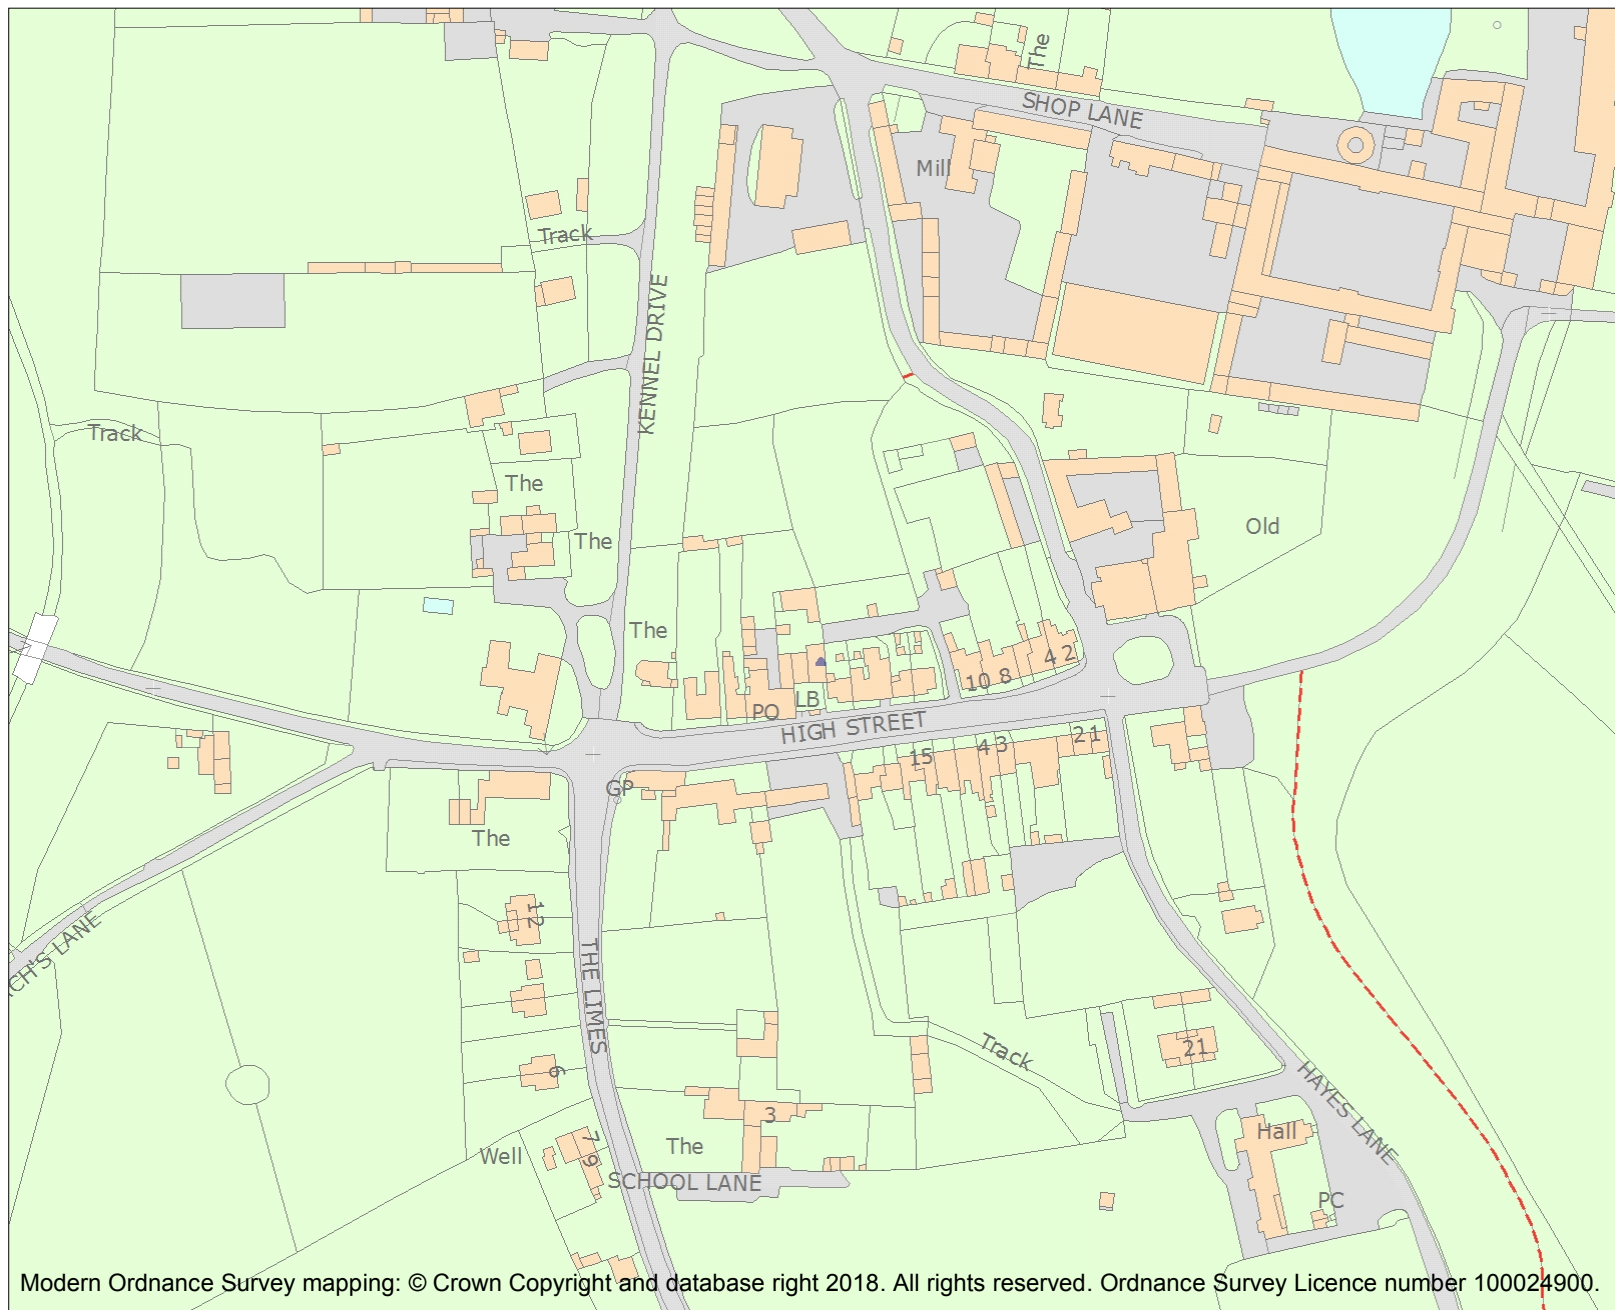 The
SHOP LANE
Mill
Track
KENNEL DRIVE
Track
The
Old
The
The
4 2
10 8
LB
PO
HIGH STREET
2 1
4 3
15
GP
The
12
CH'S LANE
THE LIMES
Track
21
6
HAYES LANE
3
Hall
7
The
Well
9
SCHOOL LANE
PC
Modern Ordnance Survey mapping: © Crown Copyright and database right 2018. All rights reserved. Ordnance Survey Licence number 100024900.